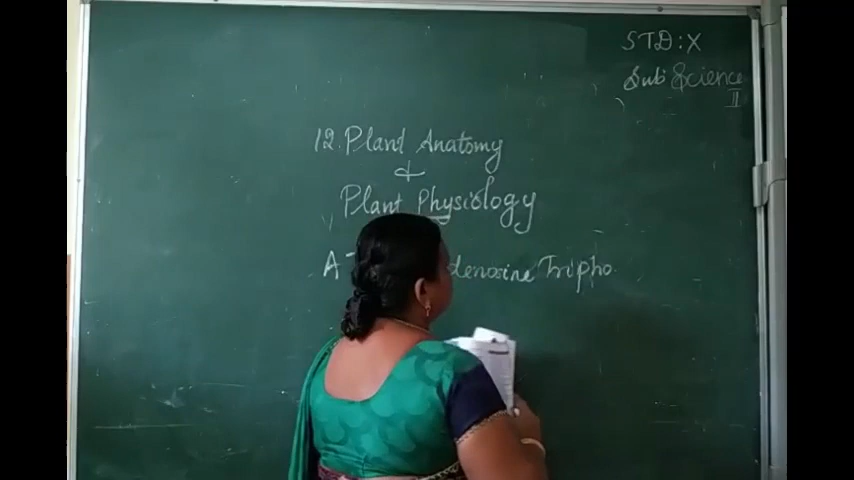 STD: X
Sub Science
II
12. Plant Anatomy
&
Plant Physiology
A denosine Tripho